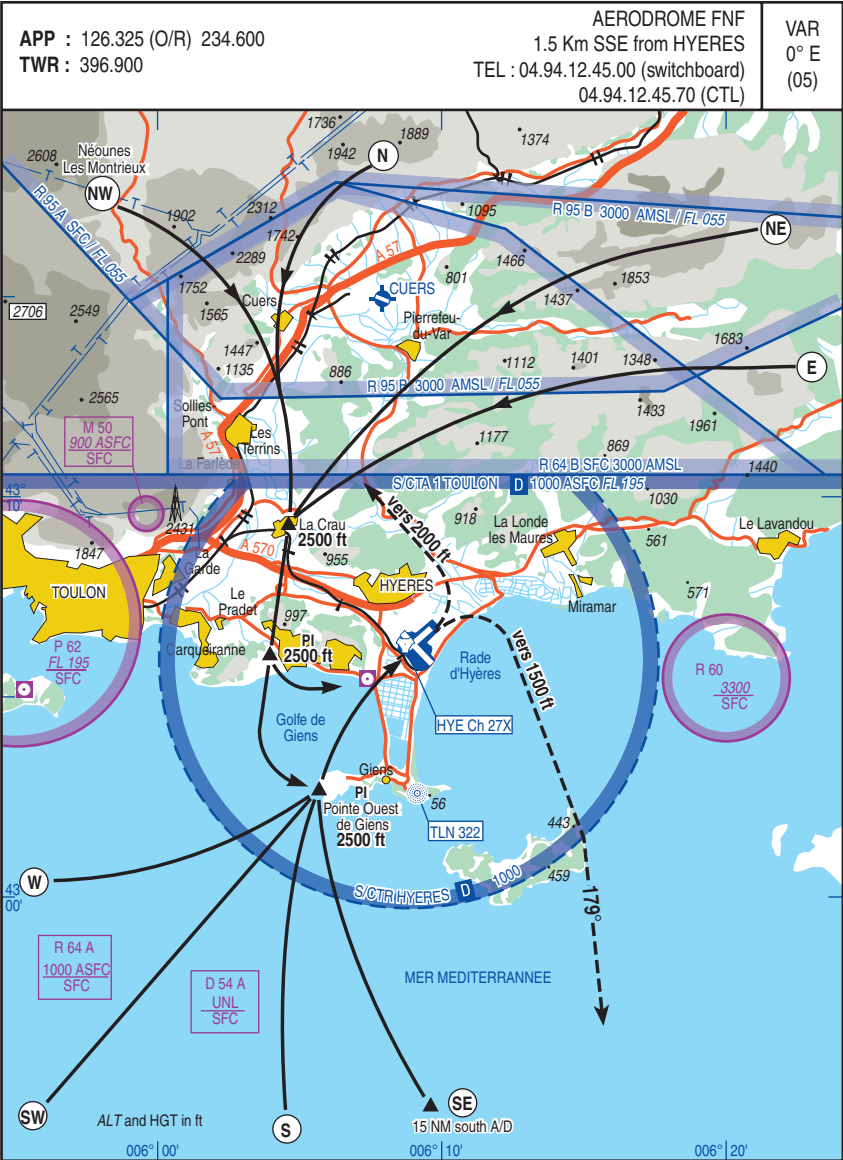 APP : 126.325 (O/R) 234.600
TWR : 396.900
AERODROME FNF
1.5 Km SSE from HYERES
TEL : 04.94.12.45.00 (switchboard)
04.94.12.45.70 (CTL)
VAR
0° E
(05)
1736
1889
1374
1942
N
2608
Néounes
Les Montrieux
NW
R 95 A SFC / FL 055
1902
2312
1742
2289
1095
R 95 B 3000 AMSL / FL 055
NE
A 57
1466
801
1853
1437
1752
1565
CUERS
Cuers
2706
2549
Pierrefeu-
du-Var
1683
1447
1135
886
1112
1401
1348
E
R 95 B 3000 AMSL / FL 055
2565
1433
1961
Sollies-
Pont
M 50
900 ASFC
SFC
A 57
Les
Terrins
1177
869
La Farlède
R 64 B SFC 3000 AMSL
1440
S/CTA 1 TOULON D 1000 ASFC FL 195
43°
10'
1030
vers 2000 ft
2431
La Crau
2500 ft
918
La Londe
les Maures
561
Le Lavandou
1847
A 570
955
La
Garde
TOULON
HYERES
571
Miramar
Le
Pradet
997
Carqueiranne
PI
2500 ft
P 62
FL 195
SFC
vers 1500 ft
Rade
d'Hyères
R 60
3300
SFC
Golfe de
Giens
HYE Ch 27X
Giens
PI
Pointe Ouest
de Giens
2500 ft
56
TLN 322
443
459
W
S/CTR HYERES D 1000
43
00'
179°
R 64 A
1000 ASFC
SFC
D 54 A
UNL
SFC
MER MEDITERRANNEE
SW
ALT and HGT in ft
S
SE
15 NM south A/D
006° 00'
006° 10'
006° 20'